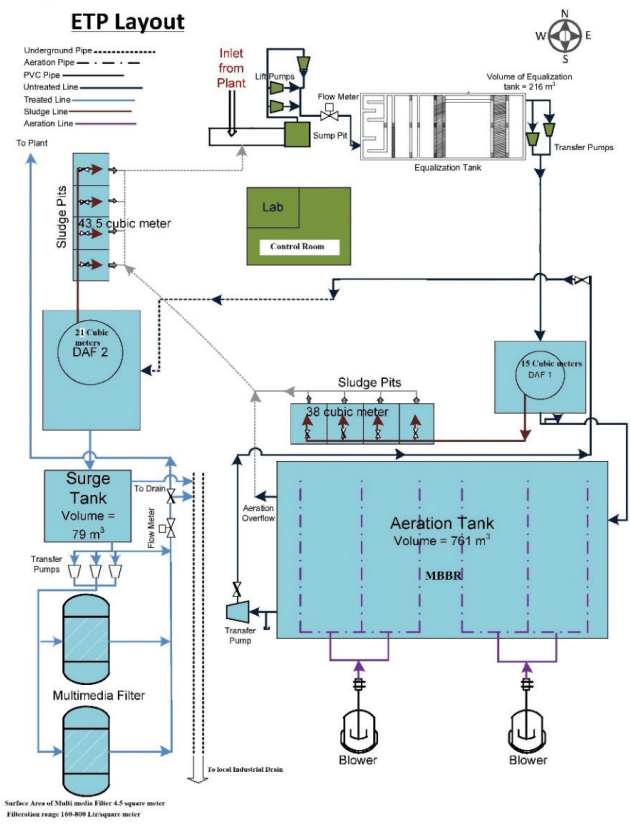 ETP Layout
N
W
E
S
Underground Pipe
Aeration Pipe
PVC Pipe
Untreated Line
Treated Line
Sludge Line
Aeration Line
Inlet
from
Plant
Lift Pumps
Flow Meter
Sump Pit
Volume of Equalization
tank = 216 m³
Equalization Tank
Transfer Pumps
To Plant
Sludge Pits
43.5 cubic meter
Lab
Control Room
21 Cubic
meters
DAF 2
15 Cubic meters
DAF 1
Sludge Pits
38 cubic meter
Surge
Tank
Volume =
79 m³
To Drain
Flow Meter
Aeration
Overflow
Aeration Tank
Volume = 761 m³
MBBR
Transfer
Pumps
Transfer
Pump
Multimedia Filter
Blower
Blower
To local Industrial Drain
Surface Area of Multi media Filter 4.5 square meter
Filteration range 160-800 Ltr/square meter